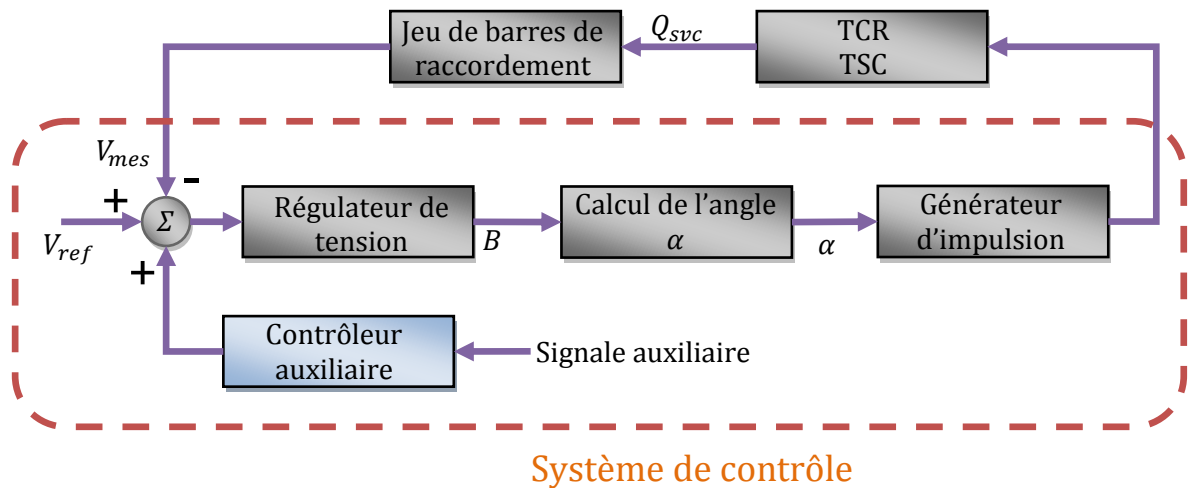 Jeu de barres de
raccordement
Q_svc
TCR
TSC
V_mes
+
-
Σ
V_ref
+
Régulateur de
tension
B
Calcul de l’angle
α
α
Générateur
d’impulsion
Contrôleur
auxiliaire
Signale auxiliaire
Système de contrôle